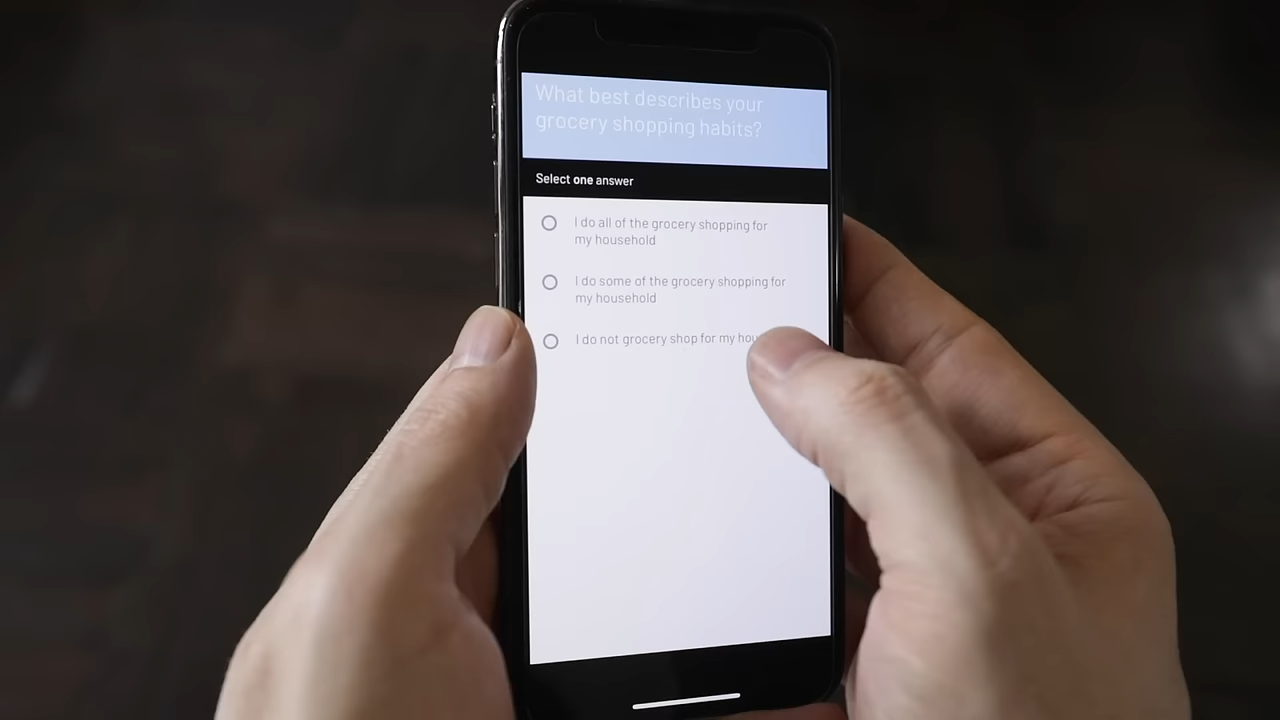 What best describes your
grocery shopping habits?
Select one answer
I do all of the grocery shopping for
my household
I do some of the grocery shopping for
my household
I do not grocery shop for my